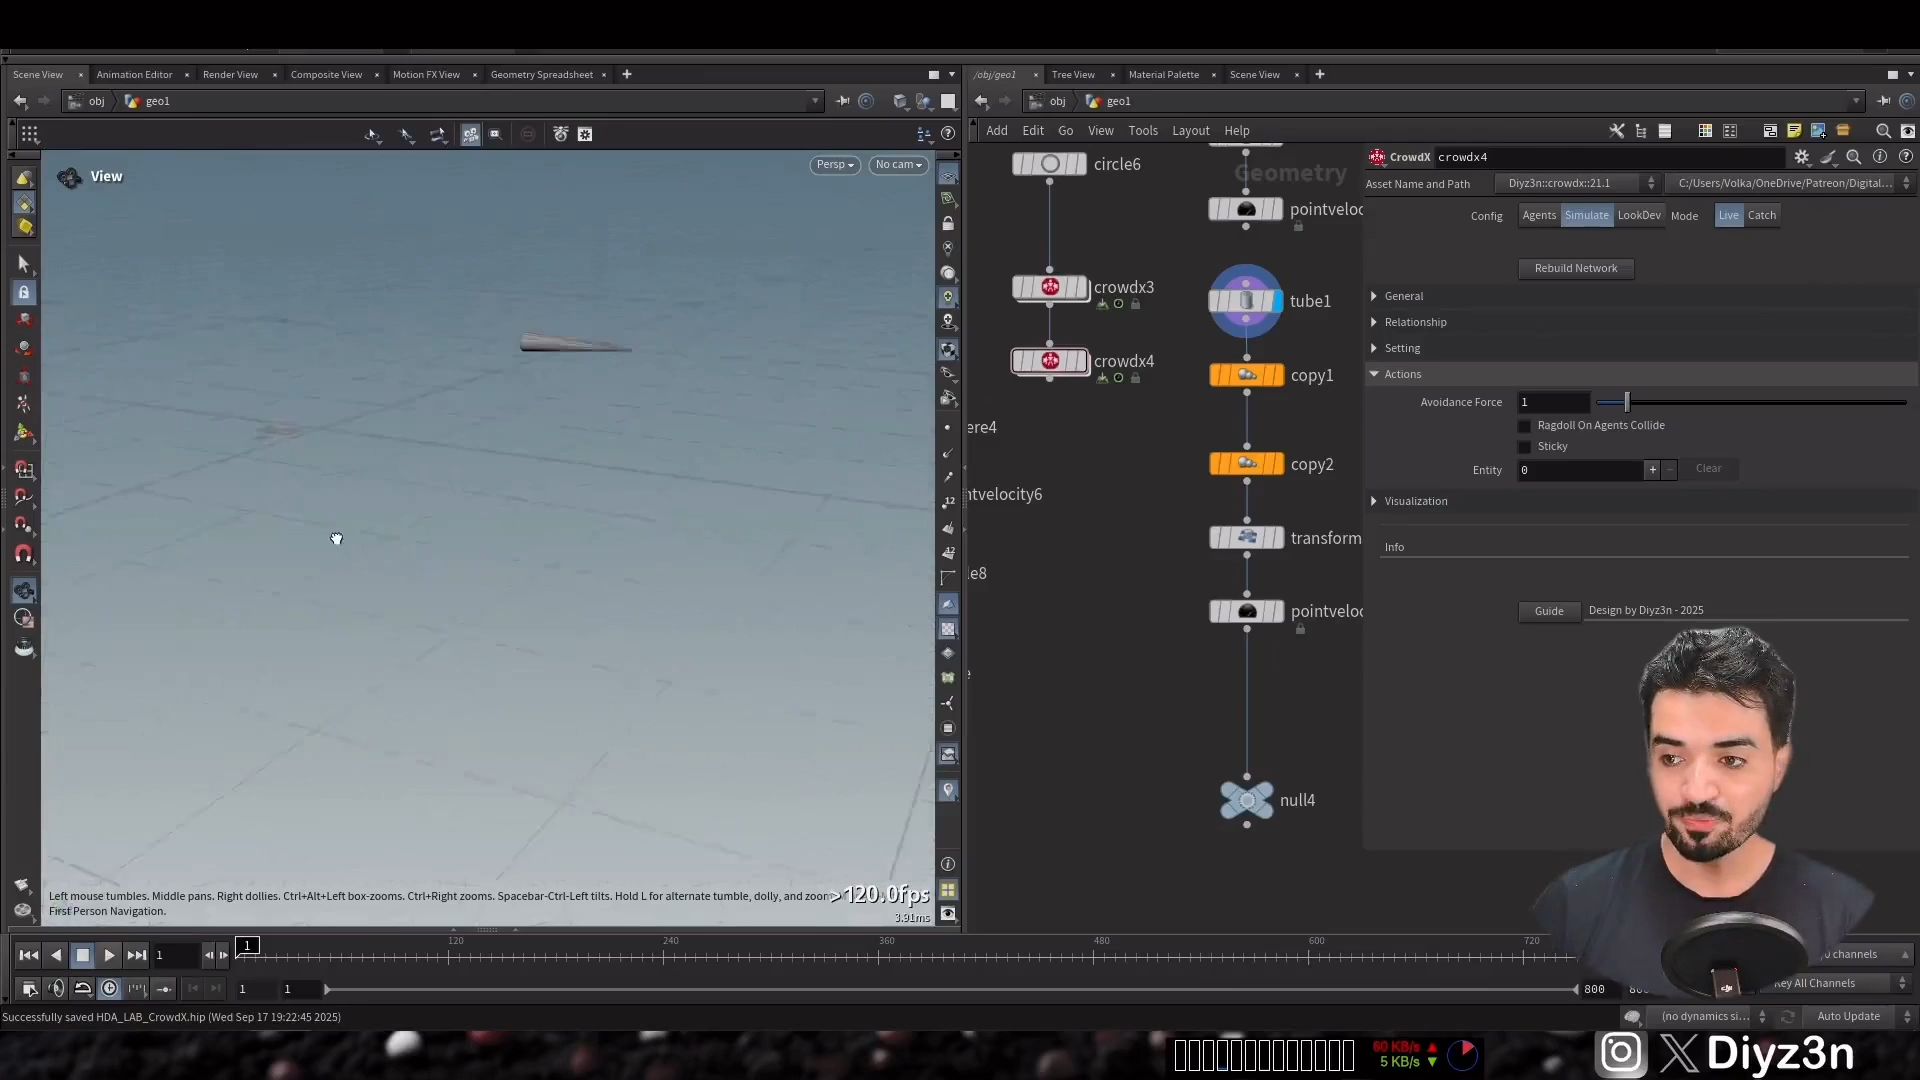 Scene View
Animation Editor
Render View
Composite View
Motion FX View
Geometry Spreadsheet
/obj/geo1
Tree View
Material Palette
Scene View
obj
geo1
obj
geo1
Add
Edit
Go
View
Tools
Layout
Help
View
Persp
No cam
circle6
Geometry
pointveloc
crowdx3
tube1
crowdx4
copy1
ere4
copy2
ntvelocity6
transform
le8
pointveloc
null4
CrowdX
crowdx4
Asset Name and Path
Diyz3n::crowdx::21.1
C:/Users/Volka/OneDrive/Patreon/Digital...
Config
Agents
Simulate
LookDev
Mode
Live
Catch
Rebuild Network
General
Relationship
Setting
Actions
Avoidance Force
1
Ragdoll On Agents Collide
Sticky
Entity
0
Clear
Visualization
Info
Guide
Design by Diyz3n - 2025
Left mouse tumbles. Middle pans. Right dollies. Ctrl+Alt+Left box-zooms. Ctrl+Right zooms. Spacebar-Ctrl-Left tilts. Hold L for alternate tumble, dolly, and zoom
First Person Navigation.
>120.0fps
3.91ms
1
1
120
240
360
480
600
720
0 channels
1
1
800
Key All Channels
Successfully saved HDA_LAB_CrowdX.hip (Wed Sep 17 19:22:45 2025)
(no dynamics si...
Auto Update
60 KB/s
5 KB/s
Diyz3n